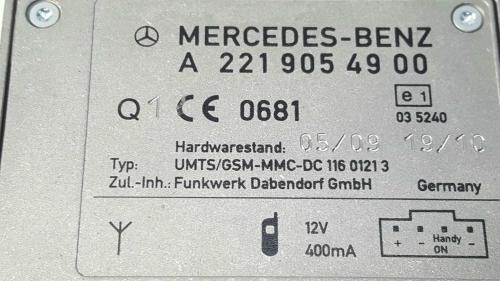 MERCEDES-BENZ
A 221 905 49 00
Q1 CE 0681 e1
03 5240
Hardwarestand: 05/09 19/10
Typ: UMTS/GSM-MMC-DC 116 0121 3
Zul.-Inh.: Funkwerk Dabendorf GmbH Germany
12V
400mA
+ - Handy -
ON